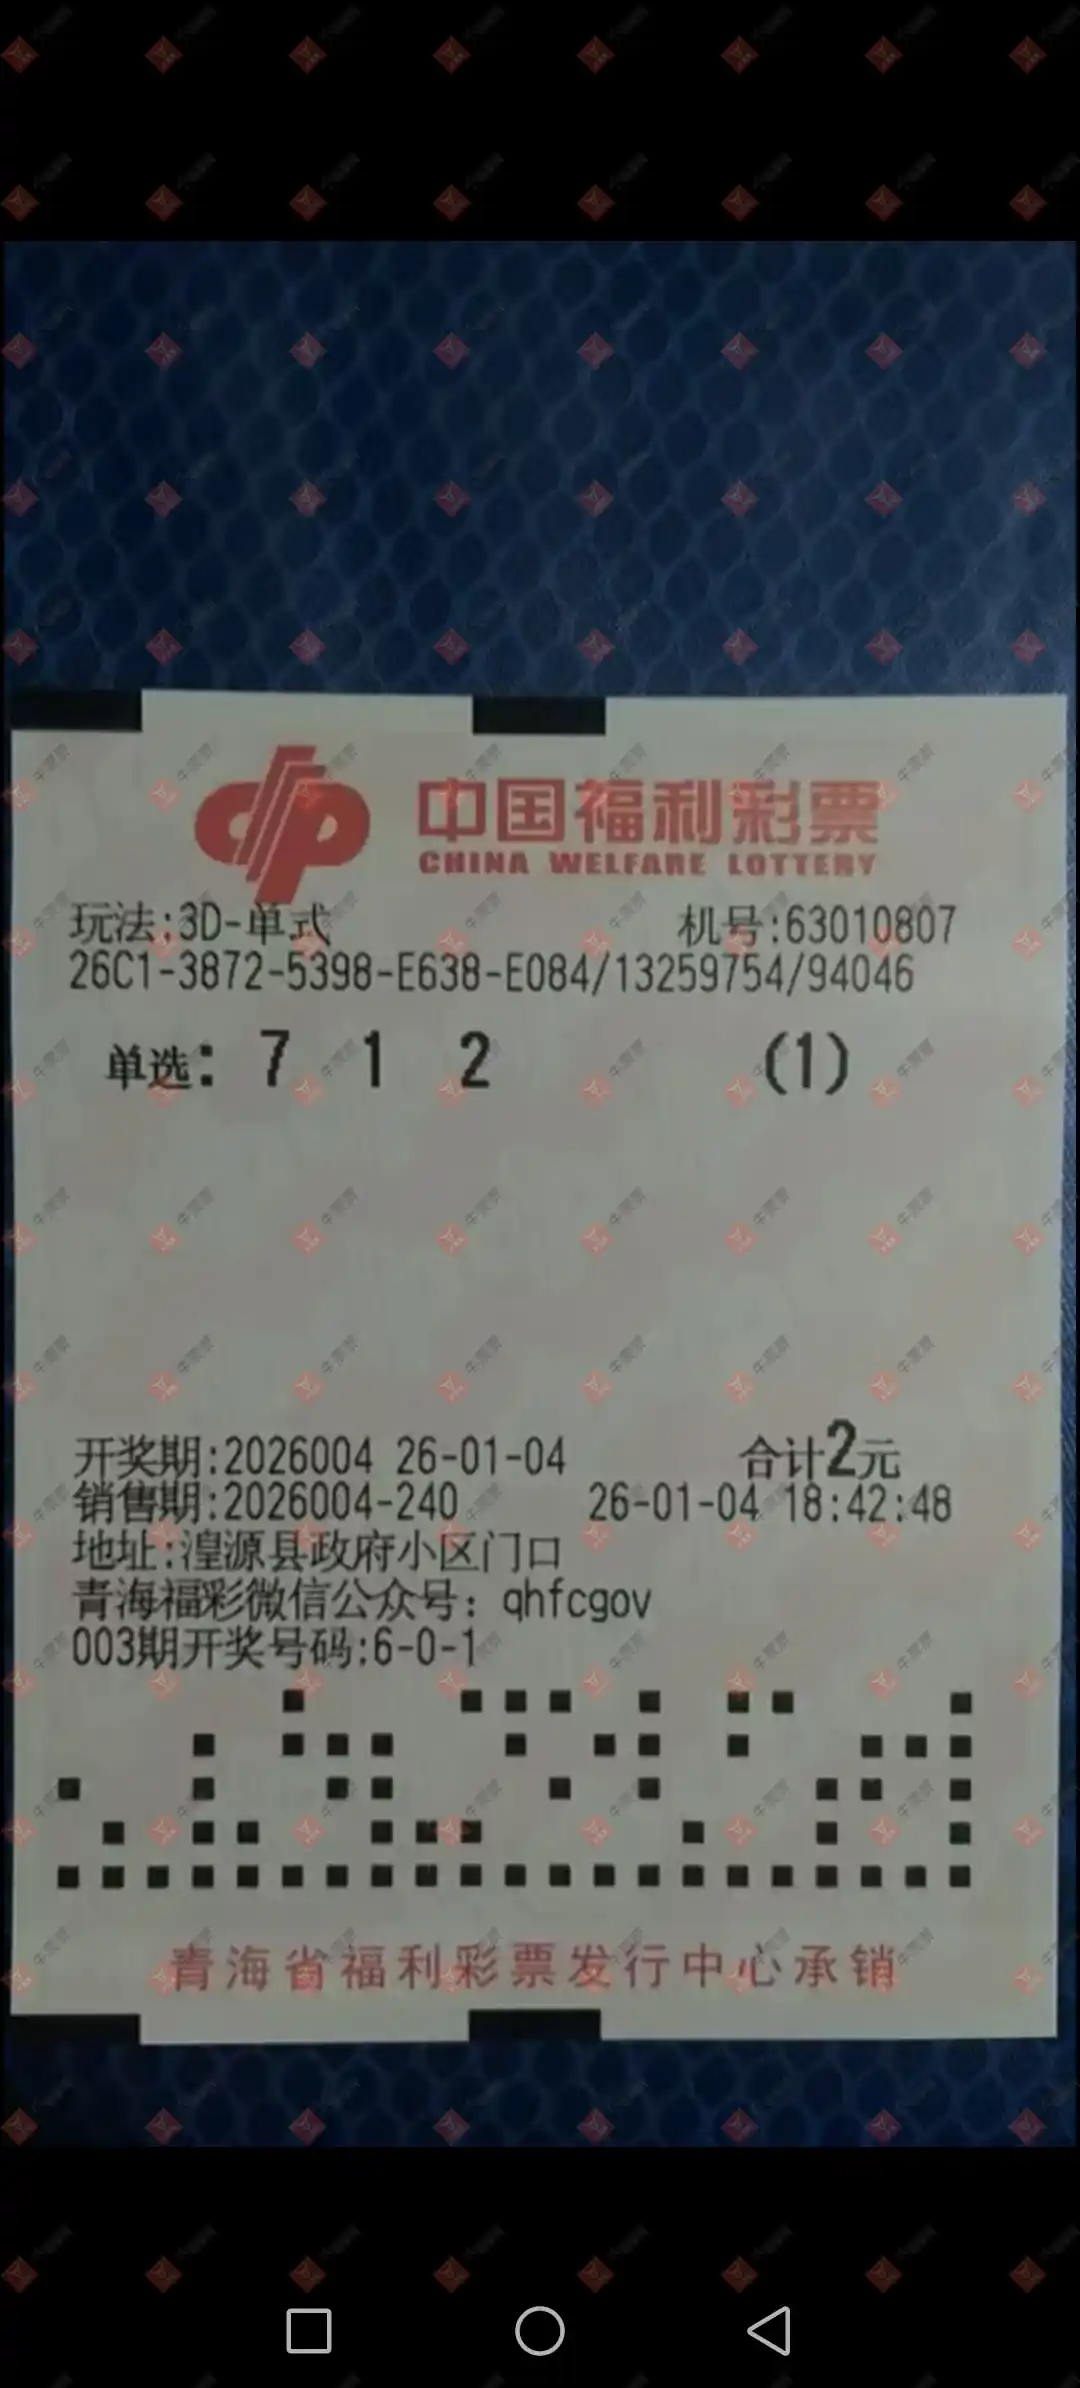 中国福利彩票
CHINA WELFARE LOTTERY
玩法:3D-单式 机号:63010807
26C1-3872-5398-E638-E084/13259754/94046
单选: 7 1 2 (1)
开奖期:2026004 26-01-04 合计2元
销售期:2026004-240 26-01-04 18:42:48
地址:湟源县政府小区门口
青海福彩微信公众号: qhfcgov
003期开奖号码:6-0-1
青海省福利彩票发行中心承销